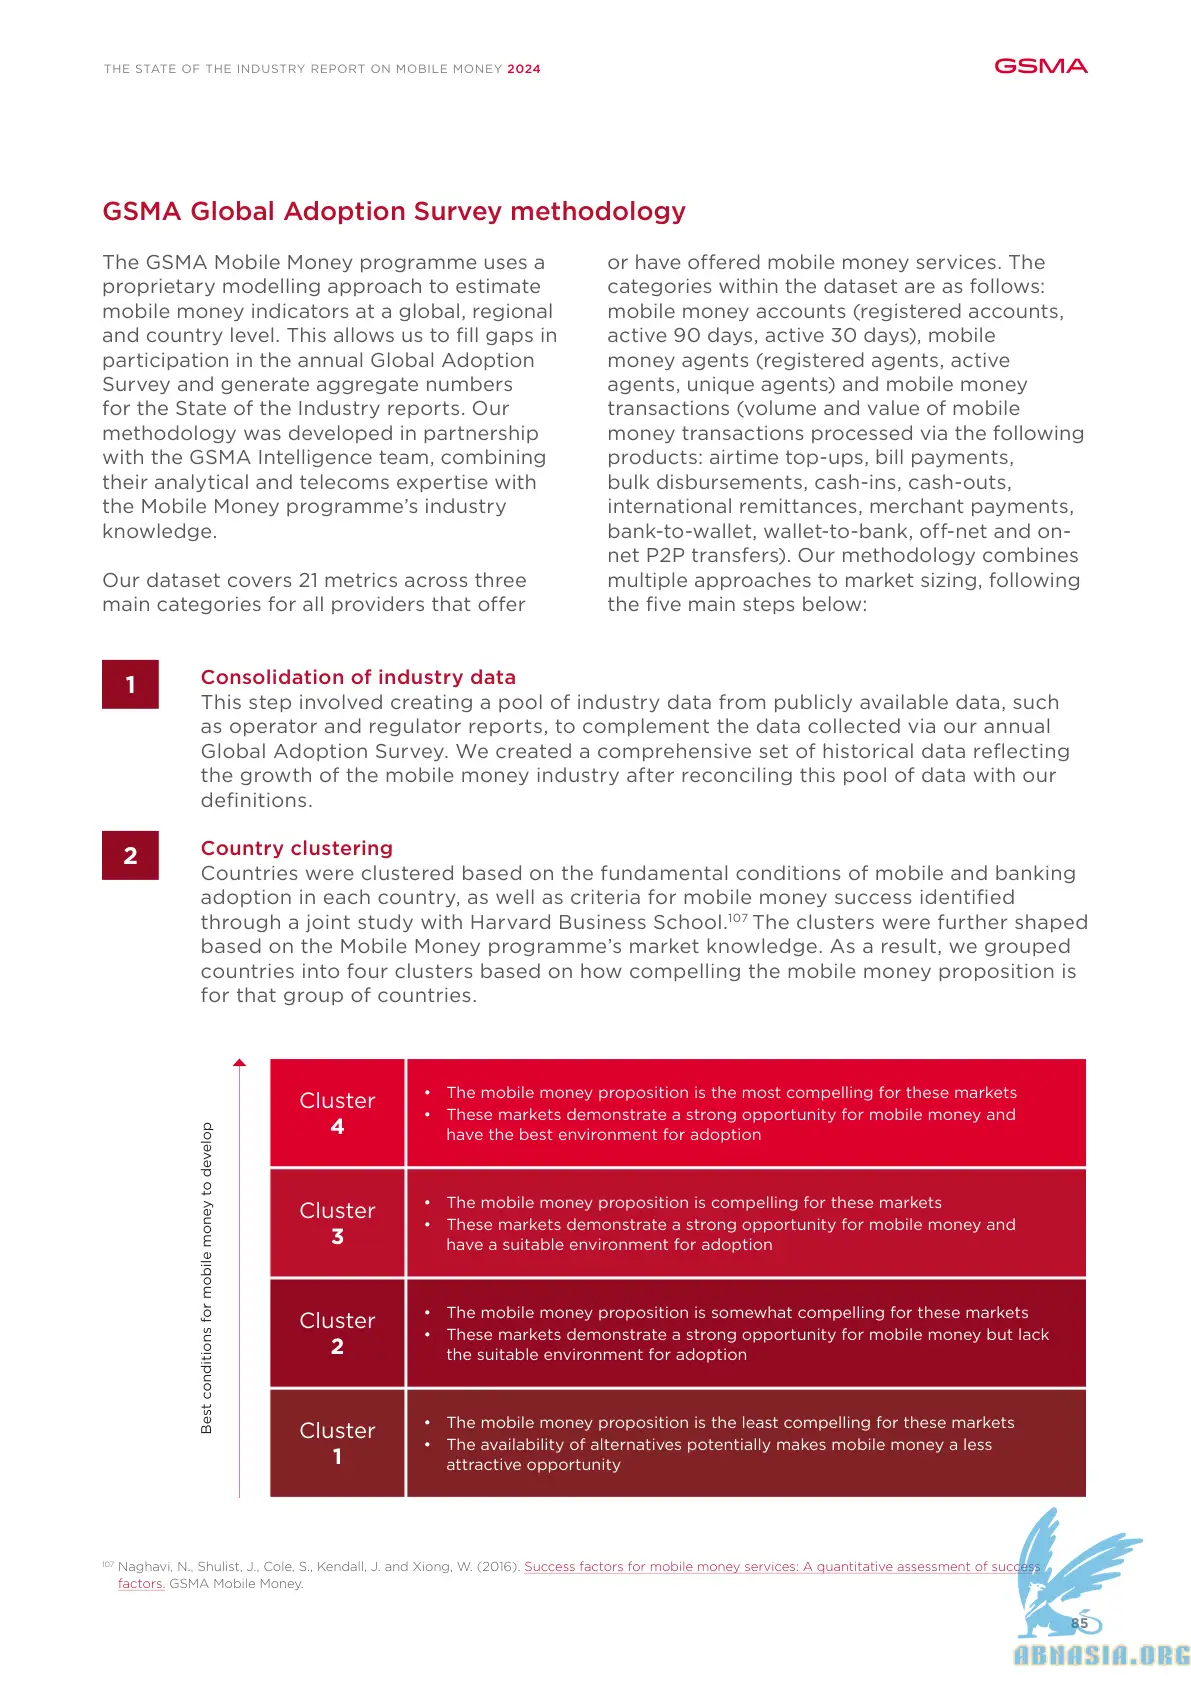 THE STATE OF THE INDUSTRY REPORT ON MOBILE MONEY 2024
GSMA
GSMA Global Adoption Survey methodology
The GSMA Mobile Money programme uses a
proprietary modelling approach to estimate
mobile money indicators at a global, regional
and country level. This allows us to fill gaps in
participation in the annual Global Adoption
Survey and generate aggregate numbers
for the State of the Industry reports. Our
methodology was developed in partnership
with the GSMA Intelligence team, combining
their analytical and telecoms expertise with
the Mobile Money programme’s industry
knowledge.
Our dataset covers 21 metrics across three
main categories for all providers that offer
or have offered mobile money services. The
categories within the dataset are as follows:
mobile money accounts (registered accounts,
active 90 days, active 30 days), mobile
money agents (registered agents, active
agents, unique agents) and mobile money
transactions (volume and value of mobile
money transactions processed via the following
products: airtime top-ups, bill payments,
bulk disbursements, cash-ins, cash-outs,
international remittances, merchant payments,
bank-to-wallet, wallet-to-bank, off-net and on-
net P2P transfers). Our methodology combines
multiple approaches to market sizing, following
the five main steps below:
1
Consolidation of industry data
This step involved creating a pool of industry data from publicly available data, such
as operator and regulator reports, to complement the data collected via our annual
Global Adoption Survey. We created a comprehensive set of historical data reflecting
the growth of the mobile money industry after reconciling this pool of data with our
definitions.
2
Country clustering
Countries were clustered based on the fundamental conditions of mobile and banking
adoption in each country, as well as criteria for mobile money success identified
through a joint study with Harvard Business School.107 The clusters were further shaped
based on the Mobile Money programme’s market knowledge. As a result, we grouped
countries into four clusters based on how compelling the mobile money proposition is
for that group of countries.
Best conditions for mobile money to develop
Cluster
4
• The mobile money proposition is the most compelling for these markets
• These markets demonstrate a strong opportunity for mobile money and
have the best environment for adoption
Cluster
3
• The mobile money proposition is compelling for these markets
• These markets demonstrate a strong opportunity for mobile money and
have a suitable environment for adoption
Cluster
2
• The mobile money proposition is somewhat compelling for these markets
• These markets demonstrate a strong opportunity for mobile money but lack
the suitable environment for adoption
Cluster
1
• The mobile money proposition is the least compelling for these markets
• The availability of alternatives potentially makes mobile money a less
attractive opportunity
107 Naghavi, N., Shulist, J., Cole, S., Kendall, J. and Xiong, W. (2016). Success factors for mobile money services: A quantitative assessment of success
factors. GSMA Mobile Money.
85
ABNASIA.ORG